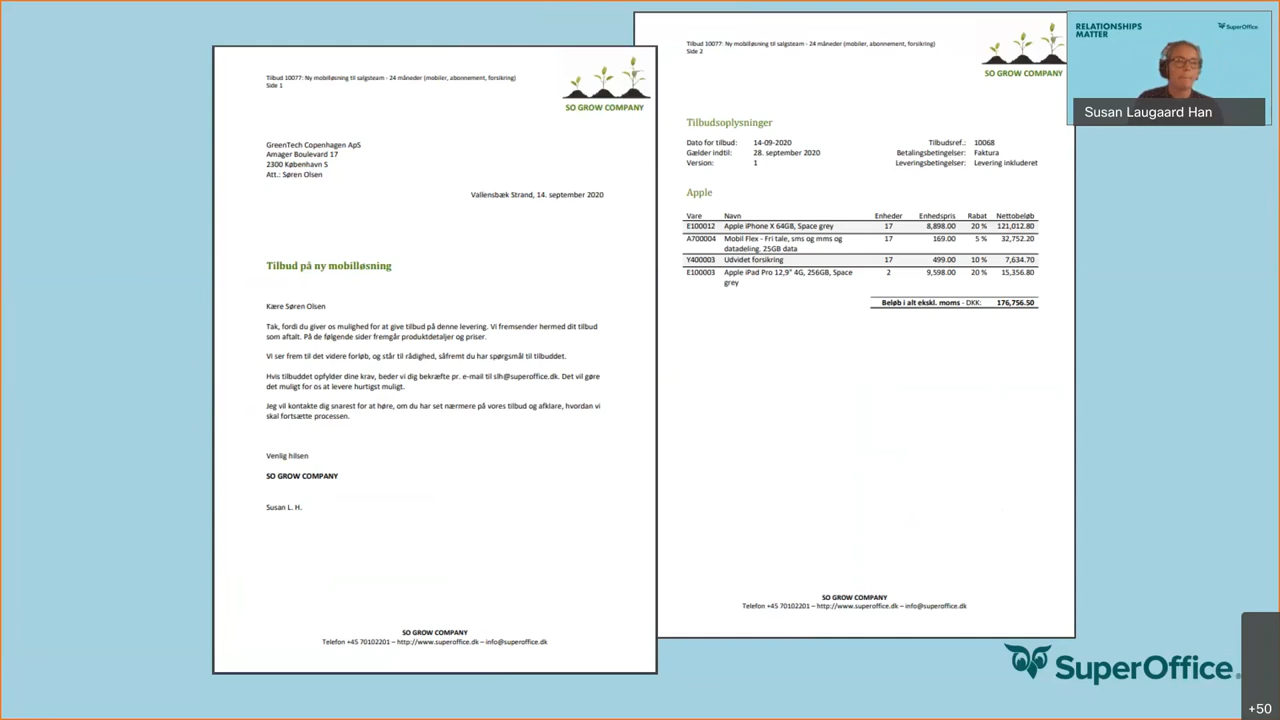 Tilbud 10077: Ny mobilløsning til salgsteam - 24 måneder (mobiler, abonnement, forsikring)
Side 1
SO GROW COMPANY
GreenTech Copenhagen ApS
Amager Boulevard 17
2300 København S
Att.: Søren Olsen
Vallensbæk Strand, 14. september 2020
Tilbud på ny mobilløsning
Kære Søren Olsen
Tak, fordi du giver os mulighed for at give tilbud på denne levering. Vi fremsender hermed dit tilbud
som aftalt. På de følgende sider fremgår produktdetaljer og priser.
Vi ser frem til det videre forløb, og står til rådighed, såfremt du har spørgsmål til tilbuddet.
Hvis tilbuddet opfylder dine krav, beder vi dig bekræfte pr. e-mail til slh@superoffice.dk. Det vil gøre
det muligt for os at levere hurtigst muligt.
Jeg vil kontakte dig snarest for at høre, om du har set nærmere på vores tilbud og afklare, hvordan vi
skal fortsætte processen.
Venlig hilsen
SO GROW COMPANY
Susan L. H.
SO GROW COMPANY
Telefon +45 70102201 – http://www.superoffice.dk – info@superoffice.dk
Tilbud 10077: Ny mobilløsning til salgsteam - 24 måneder (mobiler, abonnement, forsikring)
Side 2
SO GROW COMPANY
Tilbudsoplysninger
Dato for tilbud: 14-09-2020 Tilbudsref.: 10068
Gælder indtil: 28. september 2020 Betalingsbetingelser: Faktura
Version: 1 Leveringsbetingelser: Levering inkluderet
Apple
Vare Navn Enheder Enhedspris Rabat Nettobeløb
E100012 Apple iPhone X 64GB, Space grey 17 8,898.00 20 % 121,012.80
A700004 Mobil Flex - Fri tale, sms og mms og 17 169.00 5 % 32,752.20
datadeling. 25GB data
Y400003 Udvidet forsikring 17 499.00 10 % 7,634.70
E100003 Apple iPad Pro 12,9" 4G, 256GB, Space 2 9,598.00 20 % 15,356.80
grey
Beløb i alt ekskl. moms - DKK: 176,756.50
SO GROW COMPANY
Telefon +45 70102201 – http://www.superoffice.dk – info@superoffice.dk
RELATIONSHIPS
MATTER
SuperOffice
Susan Laugaard Han
SuperOffice
+50